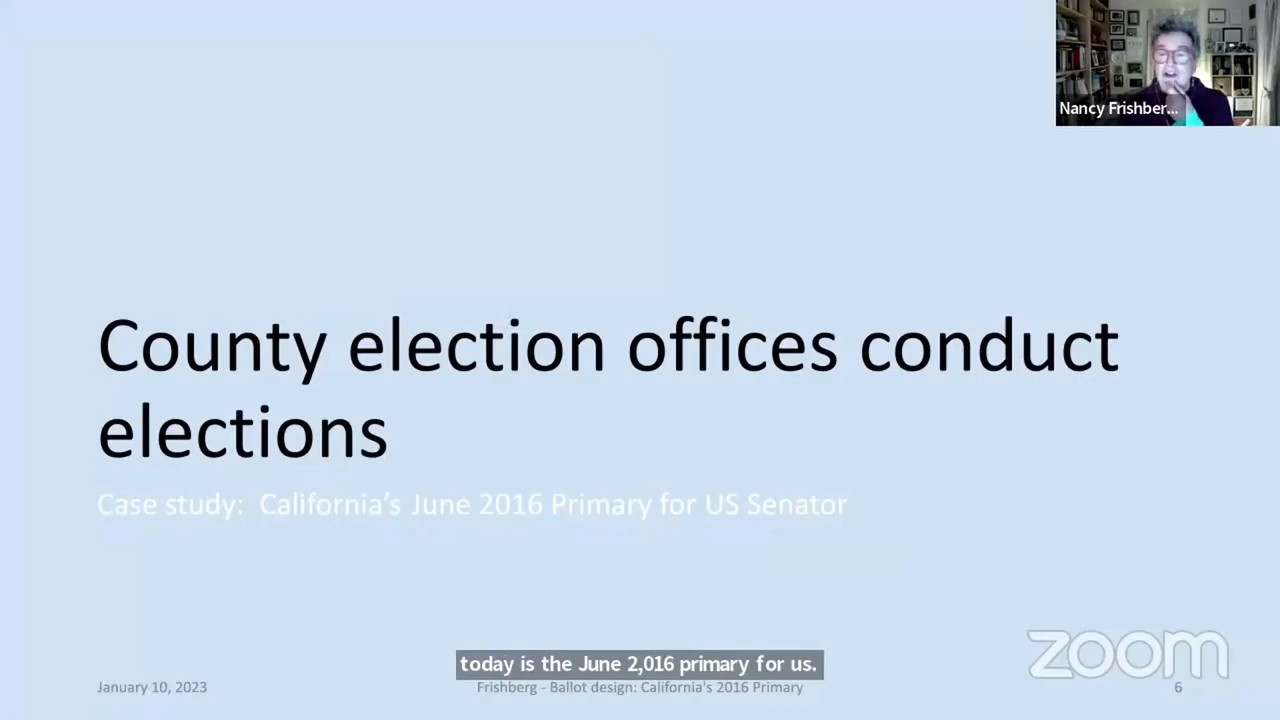 Nancy Frishber...
County election offices conduct
elections
Case study:  California's June 2016 Primary for US Senator
zoom
today is the June 2,016 primary for us.
January 10, 2023
Frishberg - Ballot design: California's 2016 Primary
6